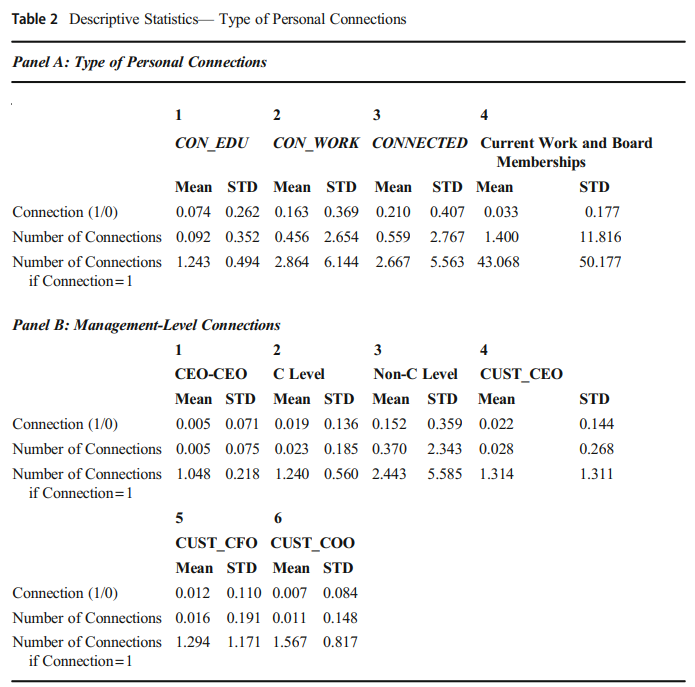 Table 2 Descriptive Statistics— Type of Personal Connections
Panel A: Type of Personal Connections
1 2 3 4
CON_EDU CON_WORK CONNECTED Current Work and Board
Memberships
Mean STD Mean STD Mean STD Mean STD
Connection (1/0) 0.074 0.262 0.163 0.369 0.210 0.407 0.033 0.177
Number of Connections 0.092 0.352 0.456 2.654 0.559 2.767 1.400 11.816
Number of Connections 1.243 0.494 2.864 6.144 2.667 5.563 43.068 50.177
if Connection=1
Panel B: Management-Level Connections
1 2 3 4
CEO-CEO C Level Non-C Level CUST_CEO
Mean STD Mean STD Mean STD Mean STD
Connection (1/0) 0.005 0.071 0.019 0.136 0.152 0.359 0.022 0.144
Number of Connections 0.005 0.075 0.023 0.185 0.370 2.343 0.028 0.268
Number of Connections 1.048 0.218 1.240 0.560 2.443 5.585 1.314 1.311
if Connection=1
5 6
CUST_CFO CUST_COO
Mean STD Mean STD
Connection (1/0) 0.012 0.110 0.007 0.084
Number of Connections 0.016 0.191 0.011 0.148
Number of Connections 1.294 1.171 1.567 0.817
if Connection=1